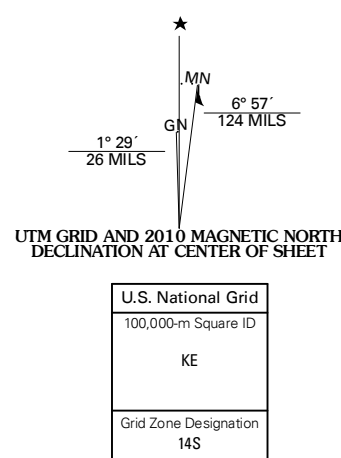 ★
MN
GN
6° 57´
124 MILS
1° 29´
26 MILS
UTM GRID AND 2010 MAGNETIC NORTH
DECLINATION AT CENTER OF SHEET
U.S. National Grid
100,000-m Square ID
KE
Grid Zone Designation
14S